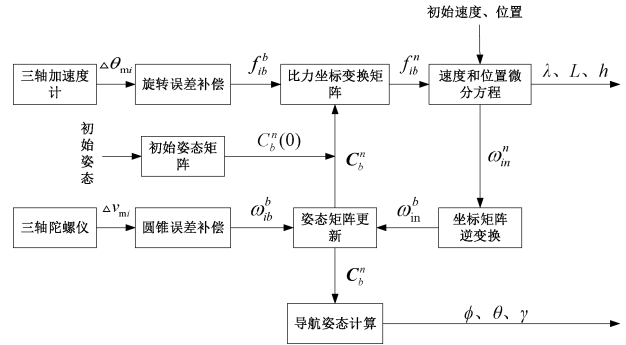 初始速度、位置
三轴加速度
计
△θmi
旋转误差补偿
f_ib^b
比力坐标变换矩
阵
f_ib^n
速度和位置微
分方程
λ、L、h
初始姿态
初始姿态矩
阵
C_b^n(0)
C_b^n
ω_in^n
三轴陀螺仪
△vmi
圆锥误差补偿
ω_ib^b
姿态矩阵更
新
ω_in^b
坐标矩阵
逆变换
C_b^n
导航姿态计算
ϕ、θ、γ